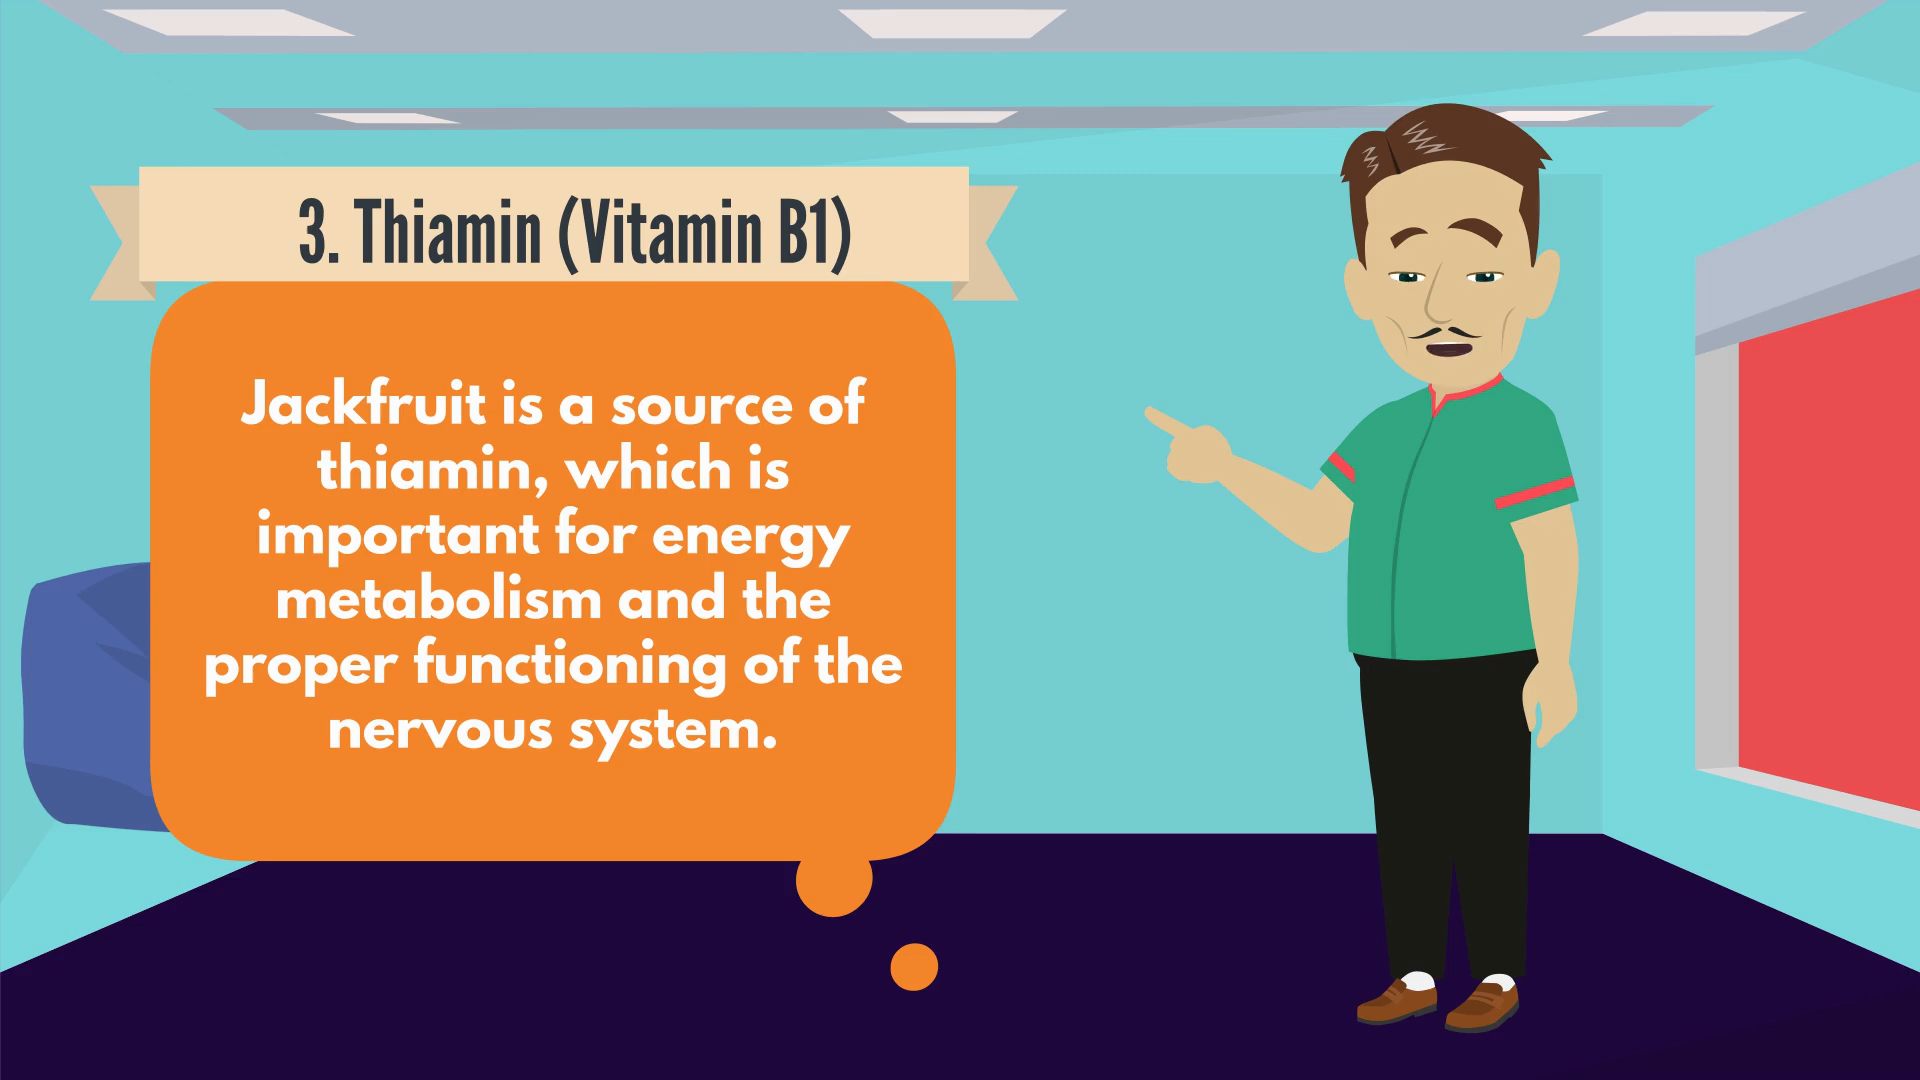 3. Thiamin (Vitamin B1)
Jackfruit is a source of
thiamin, which is
important for energy
metabolism and the
proper functioning of the
nervous system.